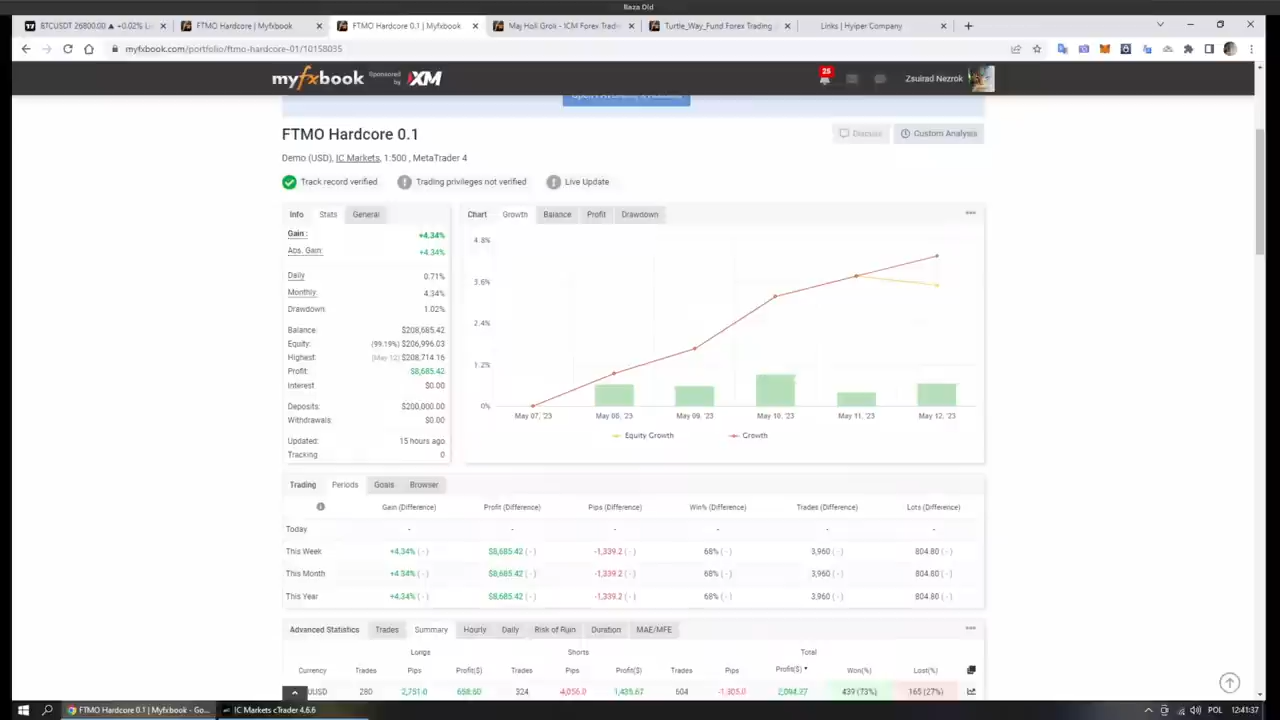 Raza Old
BTCUSDT 26800.00 ▲ +0.02% Li
FTMO Hardcore | Myfxbook
FTMO Hardcore 0.1 | Myfxbook
Maj Holi Grok - ICM Forex Tradi
Turtle_Way_Fund Forex Trading
Links | Hyiper Company
myfxbook.com/portfolio/ftmo-hardcore-01/10158035
myfxbook Sponsored by XM
25
Zsuirad Nezrok
FTMO Hardcore 0.1
Discuss
Custom Analysis
Demo (USD), IC Markets, 1:500 , MetaTrader 4
Track record verified
Trading privileges not verified
Live Update
Info Stats General
Chart Growth Balance Profit Drawdown
Gain : +4.34%
Abs. Gain: +4.34%
Daily 0.71%
Monthly 4.34%
Drawdown: 1.02%
Balance: $208,685.42
Equity: (99.19%) $206,996.03
Highest: (May 12) $208,714.16
Profit: $8,685.42
Interest $0.00
Deposits: $200,000.00
Withdrawals: $0.00
Updated: 15 hours ago
Tracking 0
4.8%
3.6%
2.4%
1.2%
0%
May 07, '23 May 08, '23 May 09, '23 May 10, '23 May 11, '23 May 12, '23
Equity Growth Growth
Trading Periods Goals Browser
Gain (Difference) Profit (Difference) Pips (Difference) Win% (Difference) Trades (Difference) Lots (Difference)
Today - - - - - -
This Week +4.34% ( - ) $8,685.42 ( - ) -1,339.2 ( - ) 68% ( - ) 3,960 ( - ) 804.80 ( - )
This Month +4.34% ( - ) $8,685.42 ( - ) -1,339.2 ( - ) 68% ( - ) 3,960 ( - ) 804.80 ( - )
This Year +4.34% ( - ) $8,685.42 ( - ) -1,339.2 ( - ) 68% ( - ) 3,960 ( - ) 804.80 ( - )
Advanced Statistics Trades Summary Hourly Daily Risk of Ruin Duration MAE/MFE
Longs Shorts Total
Currency Trades Pips Profit($) Trades Pips Profit($) Trades Pips Profit($) Won(%) Lost(%)
USD 280 2,751.0 324 -1,305.0 604 439 (73%) 165 (27%)
FTMO Hardcore 0.1 | Myfxbook - Go...
IC Markets cTrader 4.6.6
POL 12:41:37